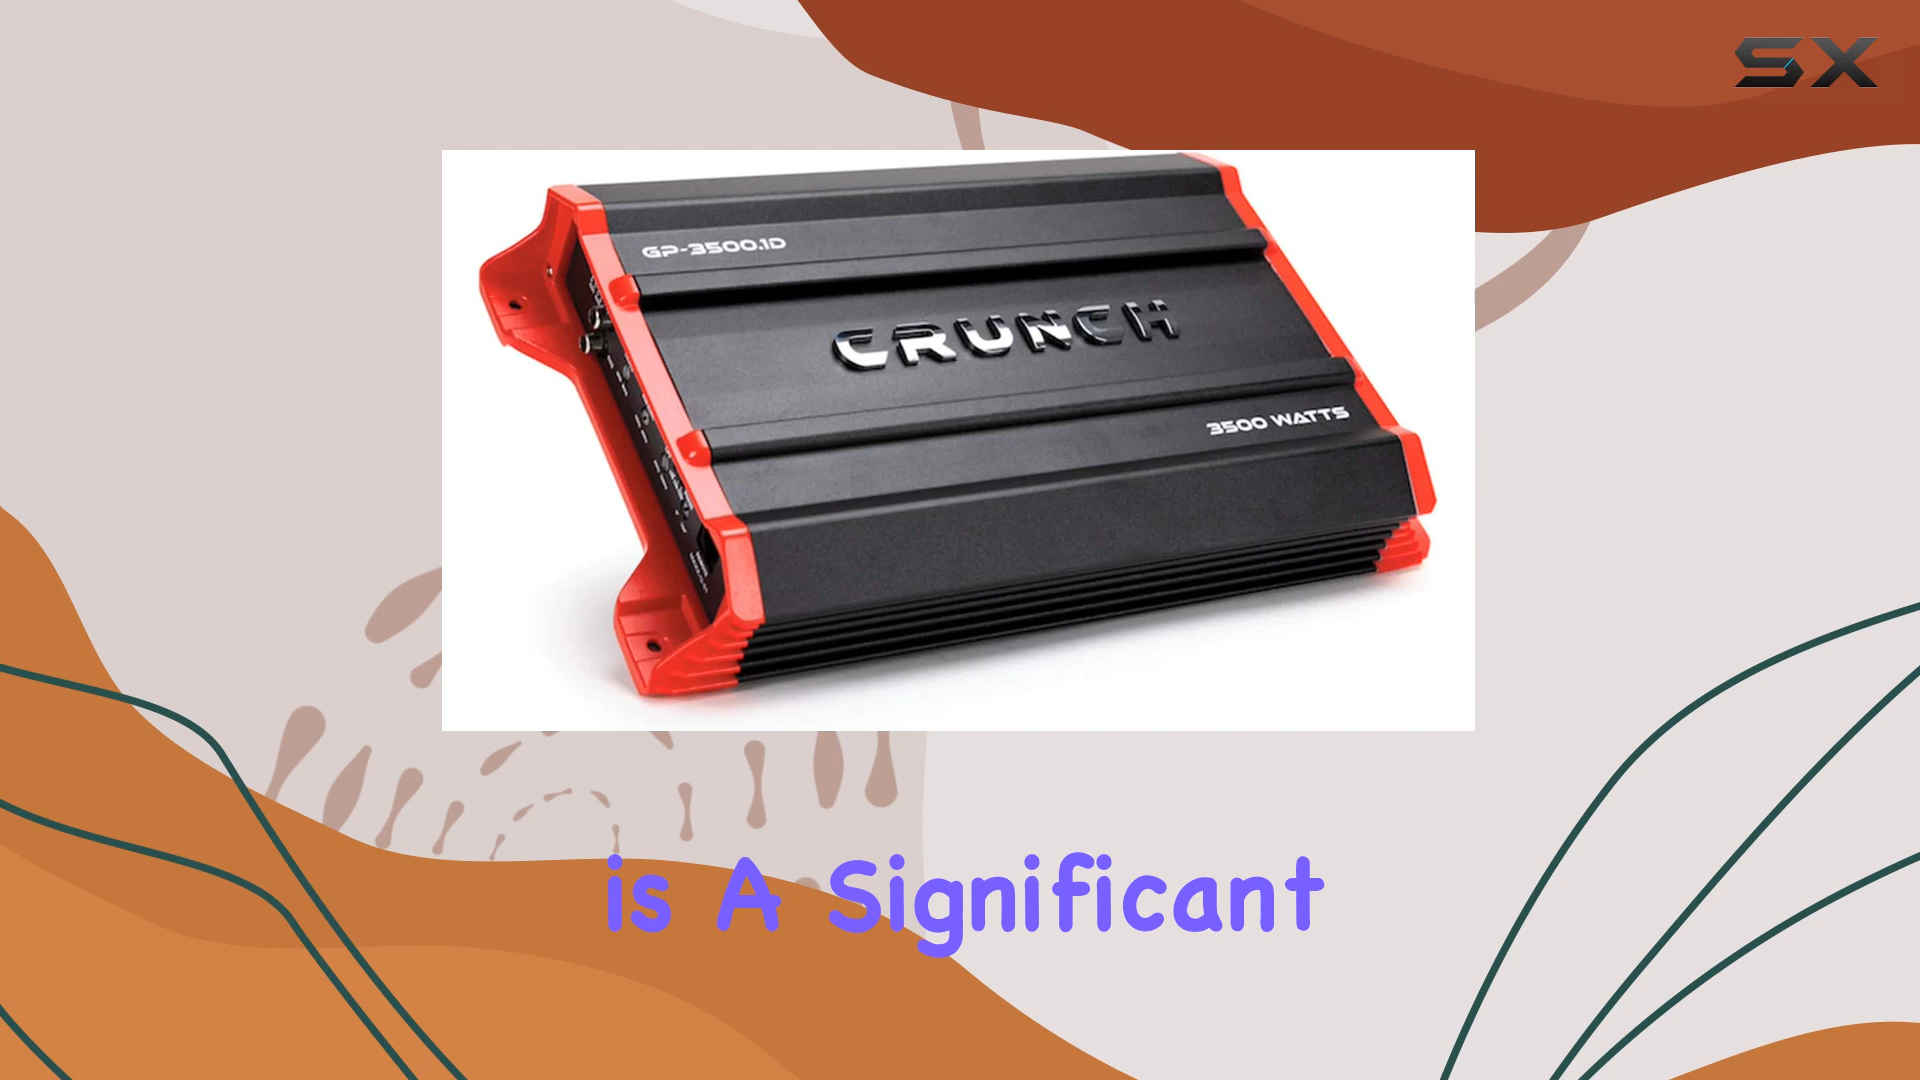 SX
GP-3500.1D
CRUNCH
3500 WATTS
is A Significant